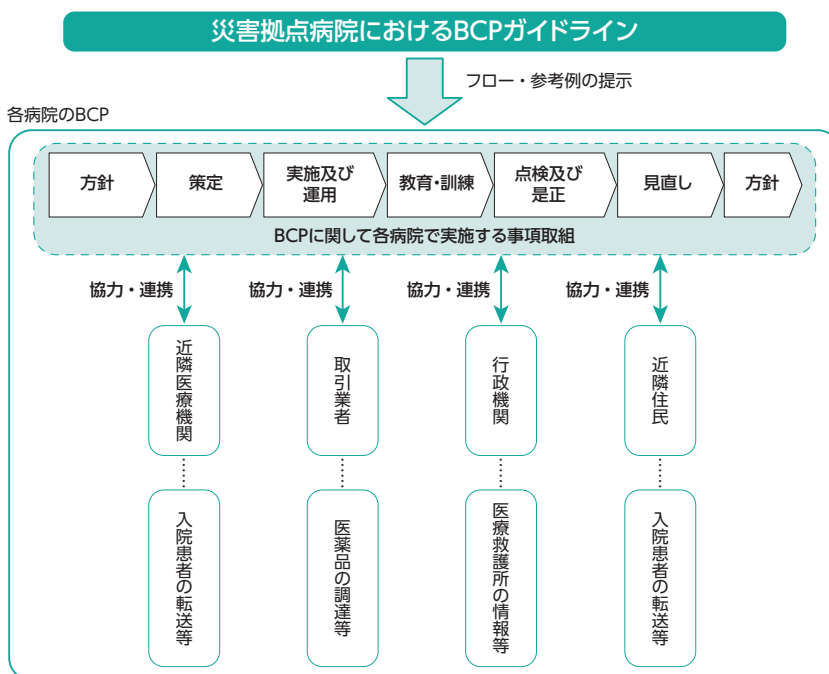 災害拠点病院におけるBCPガイドライン
フロー・参考例の提示
各病院のBCP
方針
策定
実施及び
運用
教育・訓練
点検及び
是正
見直し
方針
BCPに関して各病院で実施する事項取組
協力・連携
協力・連携
協力・連携
協力・連携
近隣医療機関
取引業者
行政機関
近隣住民
入院患者の転送等
医薬品の調達等
医療救護所の情報等
入院患者の転送等